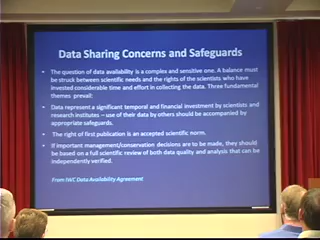 Data Sharing Concerns and Safeguards
• The question of data availability is a complex and sensitive one. A balance must
be struck between scientific needs and the rights of the scientists who have
invested considerable time and effort in collecting the data. Three fundamental
themes prevail:
Data represent a significant temporal and financial investment by scientists and
research institutes – use of their data by others should be accompanied by
appropriate safeguards.
• The right of first publication is an accepted scientific norm.
• If important management/conservation decisions are to be made, they should
be based on a full scientific review of both data quality and analysis that can be
independently verified.
From IWC Data Availability Agreement